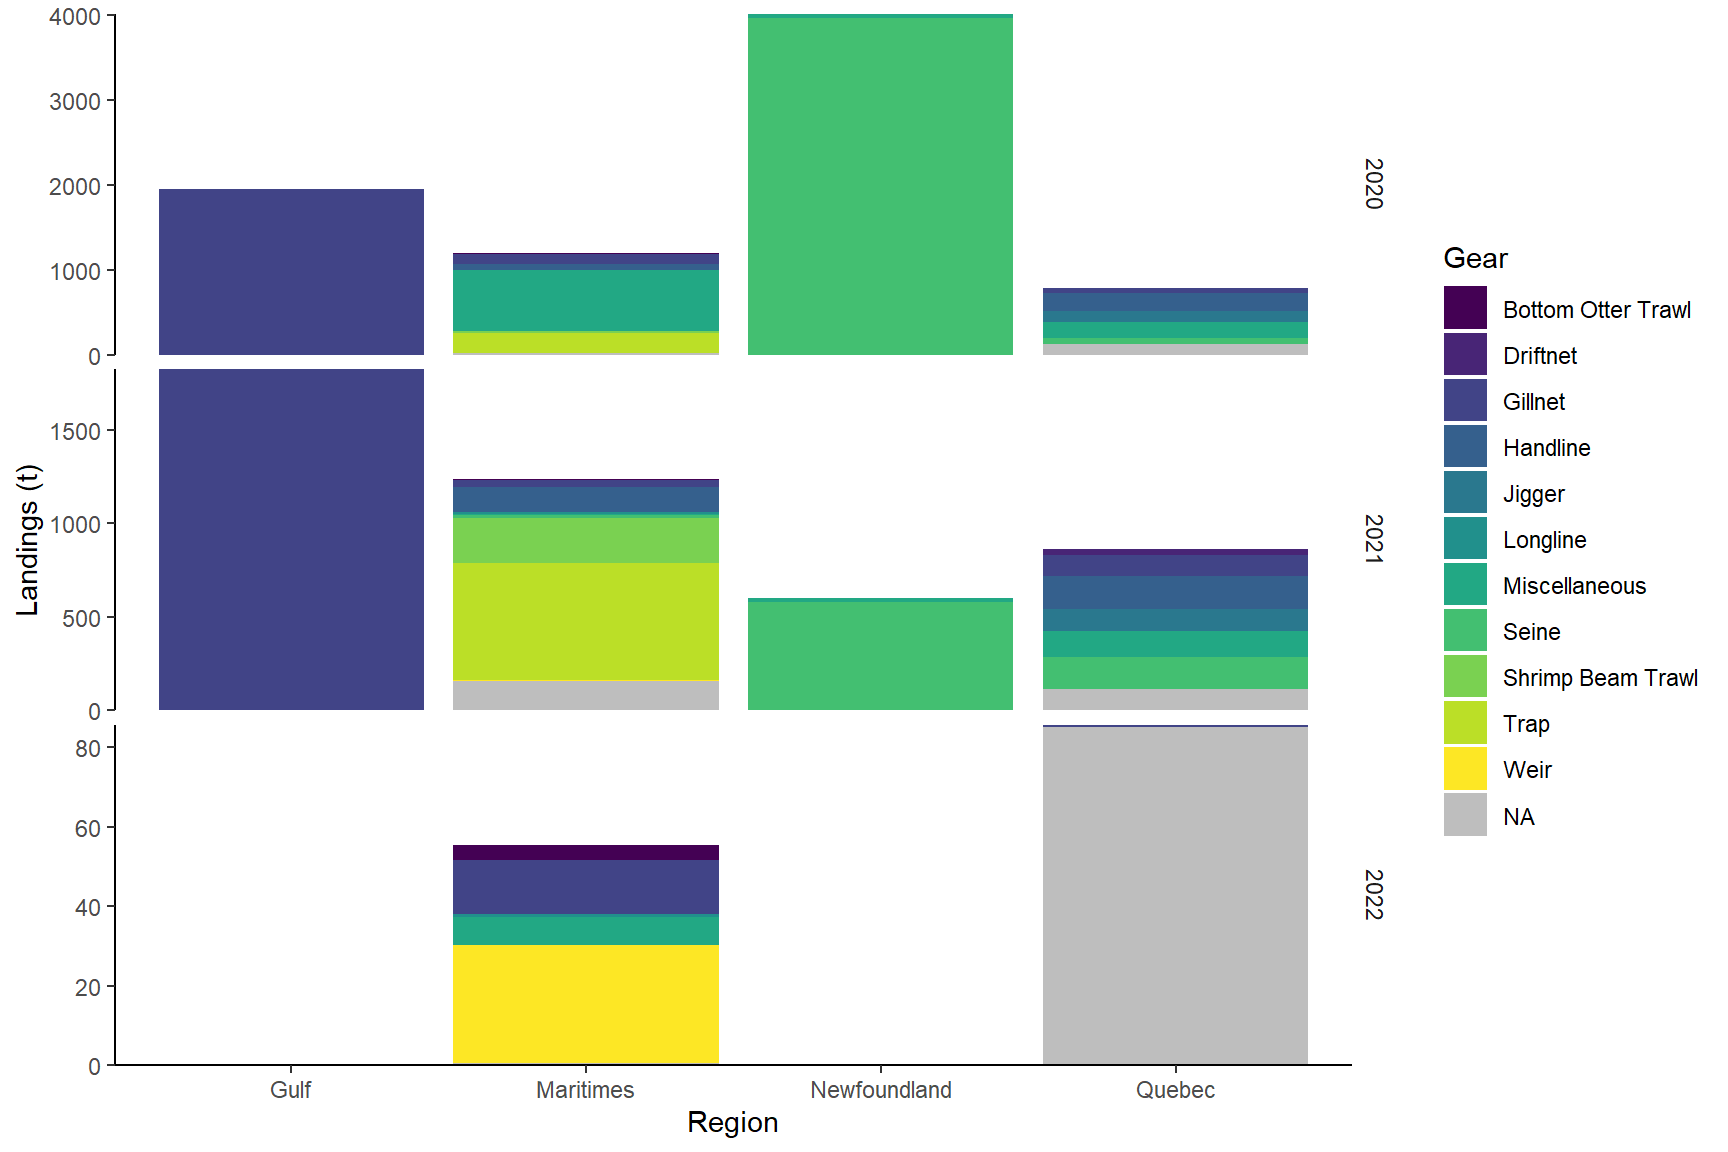 4000
3000
2000
1000
0
2020
1500
1000
500
0
2021
80
60
40
20
0
2022
Landings (t)
Gulf
Maritimes
Newfoundland
Quebec
Region
Gear
Bottom Otter Trawl
Driftnet
Gillnet
Handline
Jigger
Longline
Miscellaneous
Seine
Shrimp Beam Trawl
Trap
Weir
NA